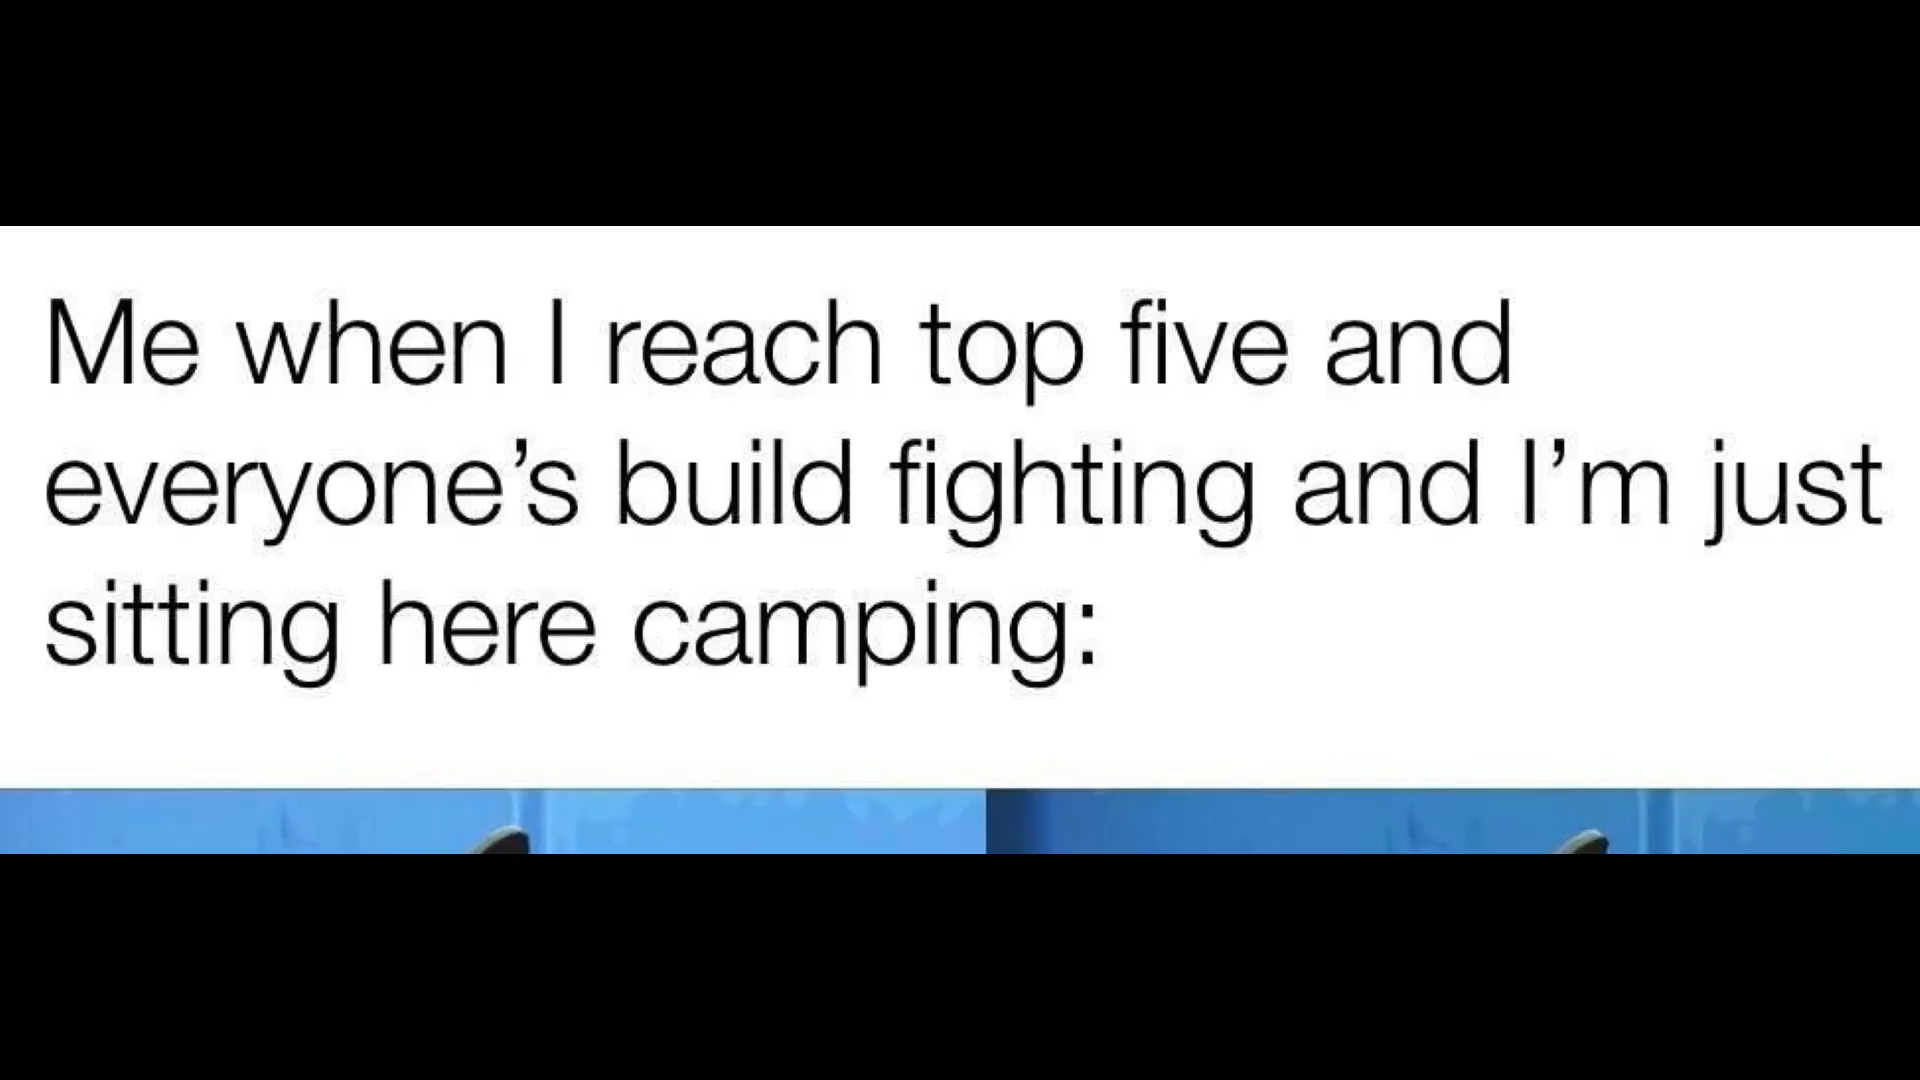 Me when I reach top five and
everyone’s build fighting and I’m just
sitting here camping: